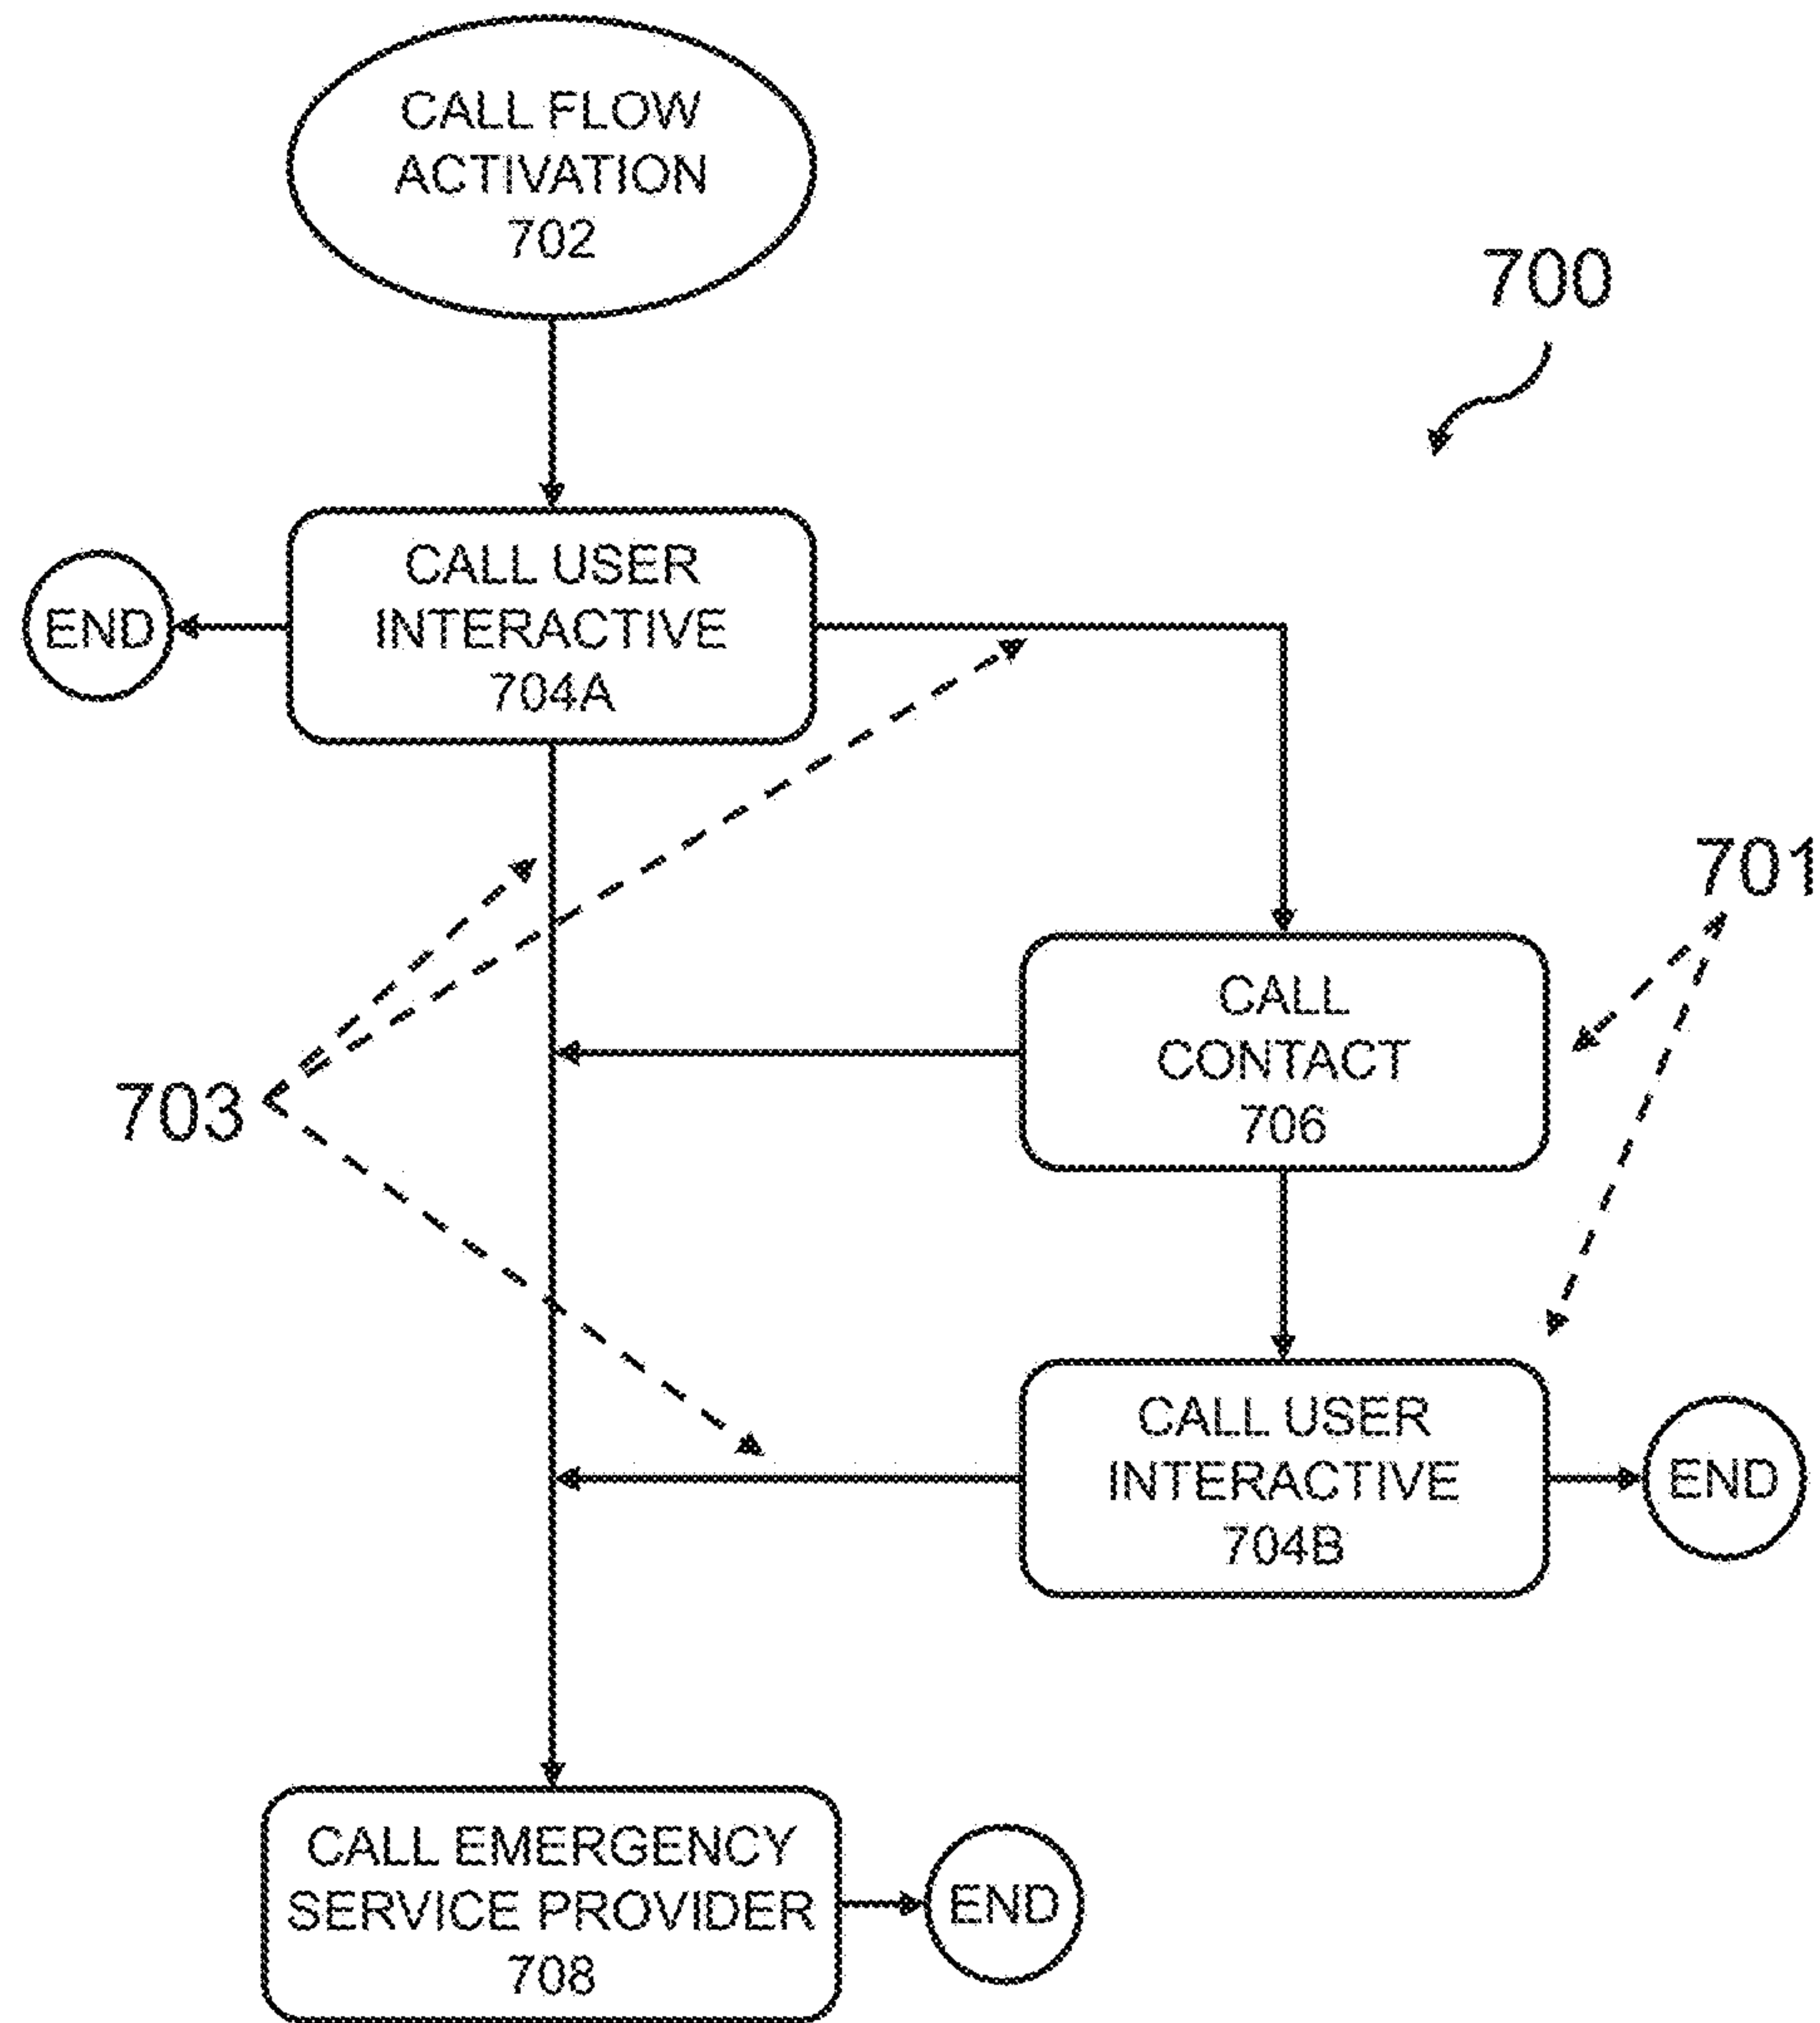 CALL FLOW
ACTIVATION
702
700
CALL USER
INTERACTIVE
704A
END
701
CALL
CONTACT
706
703
CALL USER
INTERACTIVE
704B
END
CALL EMERGENCY
SERVICE PROVIDER
708
END